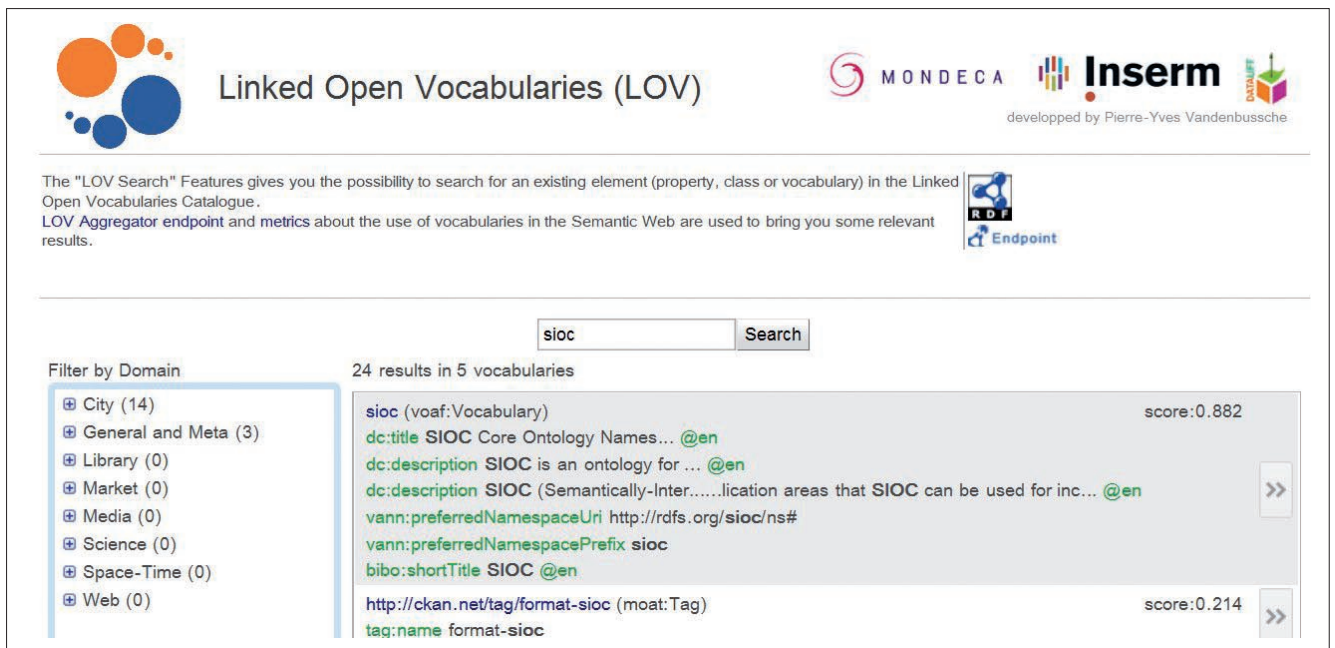 Linked Open Vocabularies (LOV)
MONDECA
Inserm
DATALIFT
developped by Pierre-Yves Vandenbussche
The "LOV Search" Features gives you the possibility to search for an existing element (property, class or vocabulary) in the Linked
Open Vocabularies Catalogue.
LOV Aggregator endpoint and metrics about the use of vocabularies in the Semantic Web are used to bring you some relevant
results.
RDF
Endpoint
sioc
Search
Filter by Domain
City (14)
General and Meta (3)
Library (0)
Market (0)
Media (0)
Science (0)
Space-Time (0)
Web (0)
24 results in 5 vocabularies
sioc (voaf:Vocabulary) score:0.882
dc:title SIOC Core Ontology Names... @en
dc:description SIOC is an ontology for ... @en
dc:description SIOC (Semantically-Inter......lication areas that SIOC can be used for inc... @en
vann:preferredNamespaceUri http://rdfs.org/sioc/ns#
vann:preferredNamespacePrefix sioc
bibo:shortTitle SIOC @en
http://ckan.net/tag/format-sioc (moat:Tag) score:0.214
tag:name format-sioc